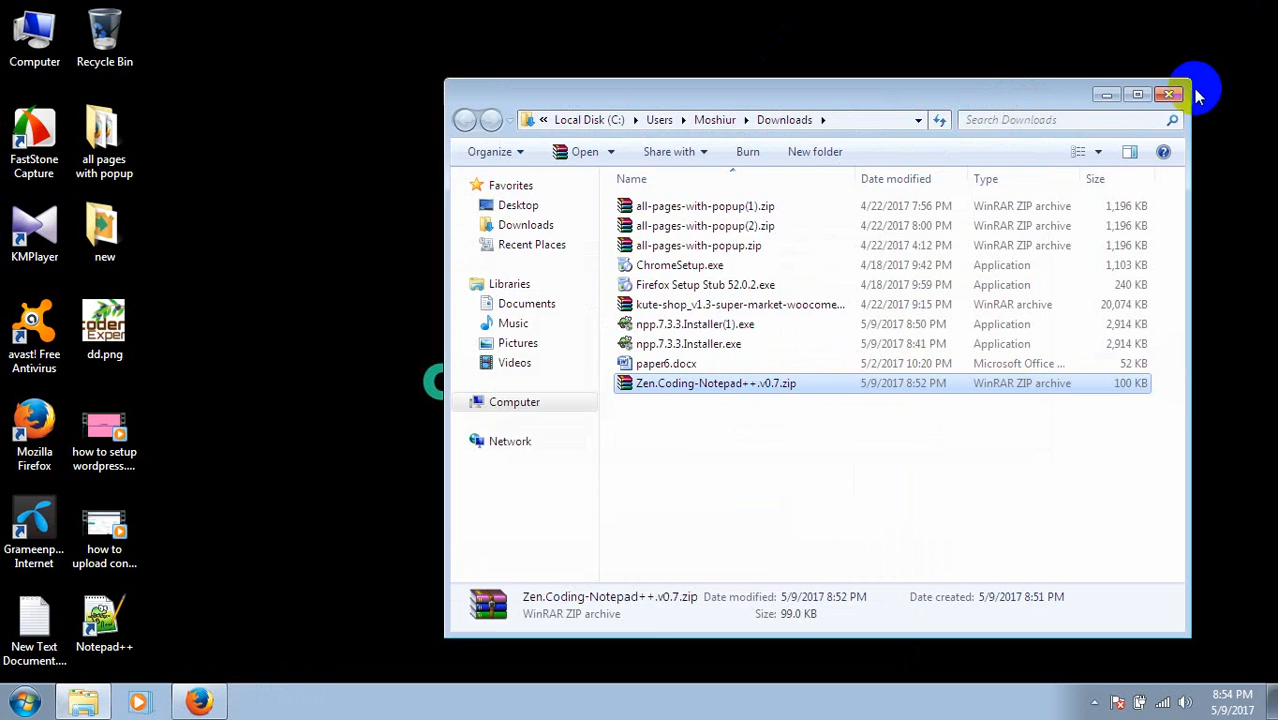 Computer
Recycle Bin
FastStone
Capture
all pages
with popup
KMPlayer
new
avast! Free
Antivirus
dd.png
Mozilla
Firefox
how to setup
wordpress....
Grameenp...
Internet
how to
upload con...
New Text
Document....
Notepad++
« Local Disk (C:) Users Moshiur Downloads
Search Downloads
Organize Open Share with Burn New folder
Favorites
Desktop
Downloads
Recent Places
Libraries
Documents
Music
Pictures
Videos
Computer
Network
Name Date modified Type Size
all-pages-with-popup(1).zip 4/22/2017 7:56 PM WinRAR ZIP archive 1,196 KB
all-pages-with-popup(2).zip 4/22/2017 8:00 PM WinRAR ZIP archive 1,196 KB
all-pages-with-popup.zip 4/22/2017 4:12 PM WinRAR ZIP archive 1,196 KB
ChromeSetup.exe 4/18/2017 9:42 PM Application 1,103 KB
Firefox Setup Stub 52.0.2.exe 4/18/2017 9:59 PM Application 240 KB
kute-shop_v1.3-super-market-woocome... 4/22/2017 9:15 PM WinRAR archive 20,074 KB
npp.7.3.3.Installer(1).exe 5/9/2017 8:50 PM Application 2,914 KB
npp.7.3.3.Installer.exe 5/9/2017 8:41 PM Application 2,914 KB
paper6.docx 5/2/2017 10:20 PM Microsoft Office ... 52 KB
Zen.Coding-Notepad++.v0.7.zip 5/9/2017 8:52 PM WinRAR ZIP archive 100 KB
Zen.Coding-Notepad++.v0.7.zip Date modified: 5/9/2017 8:52 PM Date created: 5/9/2017 8:51 PM
WinRAR ZIP archive Size: 99.0 KB
8:54 PM
5/9/2017